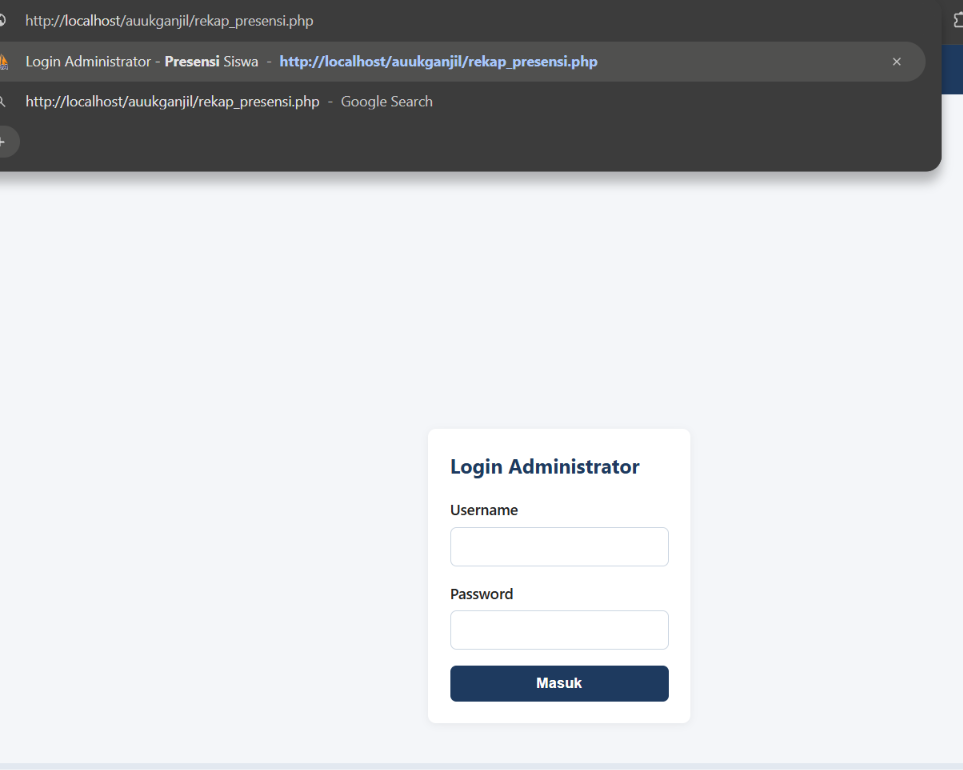 http://localhost/auukganjil/rekap_presensi.php
Login Administrator - Presensi Siswa - http://localhost/auukganjil/rekap_presensi.php
http://localhost/auukganjil/rekap_presensi.php - Google Search
Login Administrator
Username
Password
Masuk